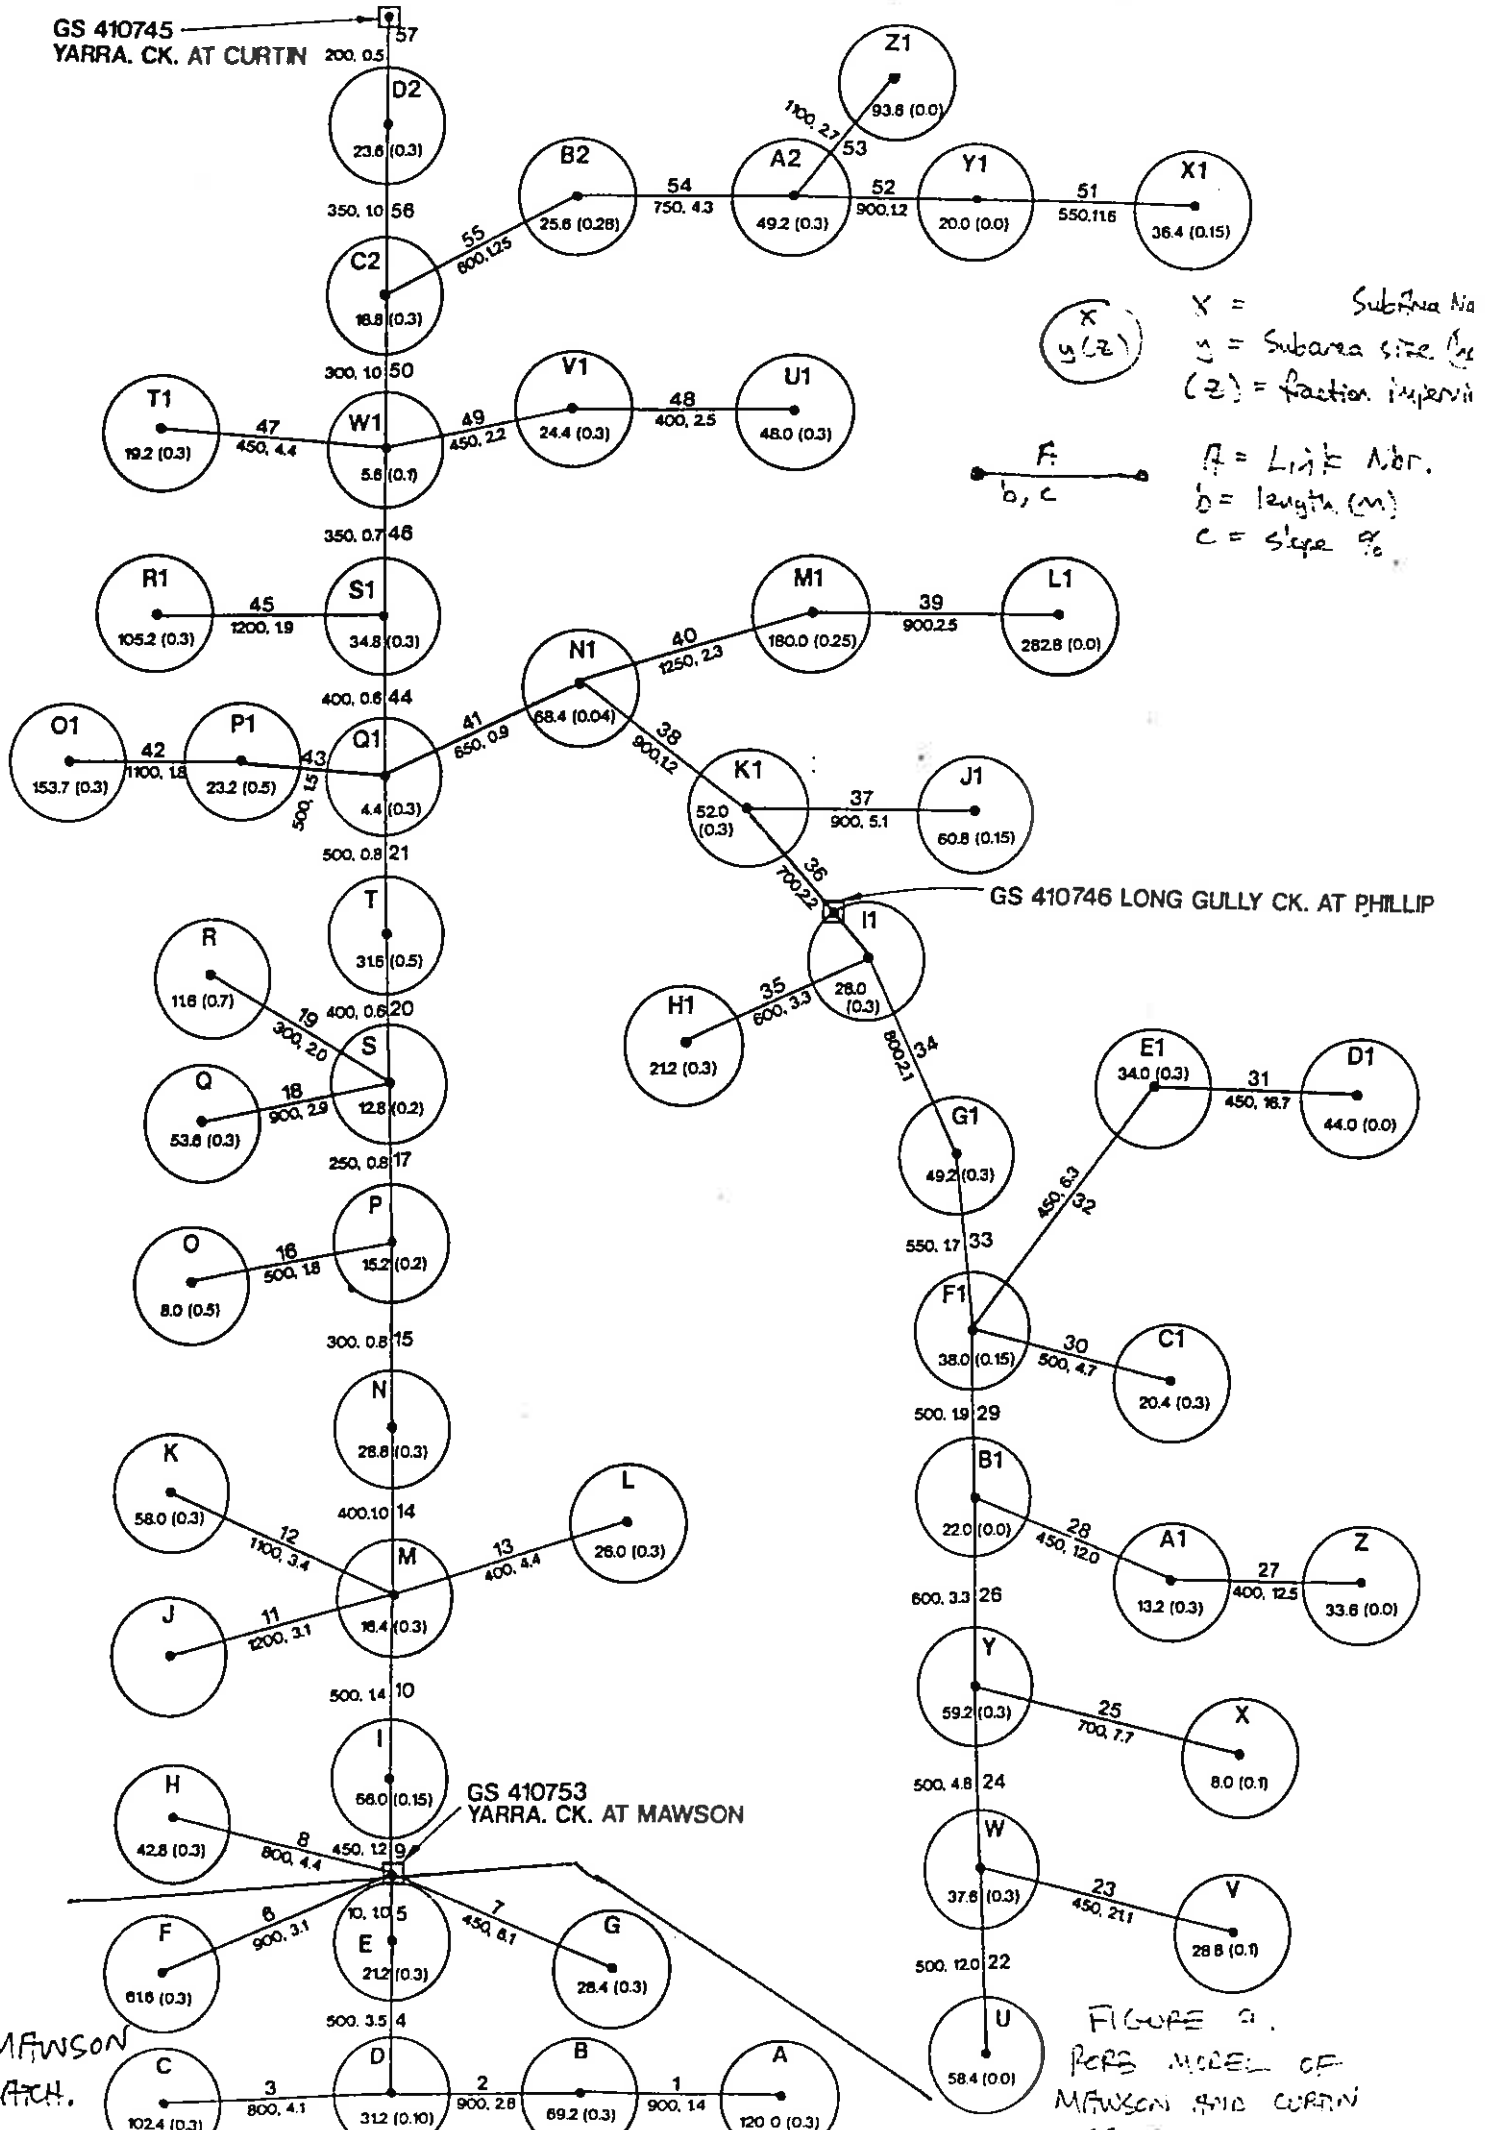 GS 410745
YARRA. CK. AT CURTIN
57
200, 0.5
D2
23.6 (0.3)
Z1
93.6 (0.0)
1100, 2.7
53
B2
25.6 (0.28)
54
750, 4.3
A2
49.2 (0.3)
52
900,1.2
Y1
20.0 (0.0)
51
550,11.6
X1
36.4 (0.15)
350, 1.0 56
55
600,1.25
C2
16.8 (0.3)
300, 1.0 50
X
y(z)
X = Subarea No
y = Subarea size
(z) = fraction impervi
T1
19.2 (0.3)
47
450, 4.4
W1
5.6 (0.1)
49
450, 2.2
V1
24.4 (0.3)
48
400, 2.5
U1
48.0 (0.3)
A
b, c
A = Link Nbr.
b = length (m)
c = slope %
350, 0.7 46
R1
105.2 (0.3)
45
1200, 1.9
S1
34.8 (0.3)
M1
180.0 (0.25)
39
900,2.5
L1
282.8 (0.0)
40
1250, 2.3
N1
68.4 (0.04)
400, 0.6 44
41
650, 0.9
38
900,1.2
O1
153.7 (0.3)
42
1100, 1.8
P1
23.2 (0.5)
43
500, 1.5
Q1
4.4 (0.3)
K1
52.0
(0.3)
37
900, 5.1
J1
60.8 (0.15)
500, 0.8 21
36
700,2.2
GS 410746 LONG GULLY CK. AT PHILLIP
T
31.6 (0.5)
I1
26.0
(0.3)
R
11.6 (0.7)
19
300, 2.0
400, 0.6 20
35
600, 3.3
H1
21.2 (0.3)
34
800,2.1
S
12.8 (0.2)
Q
53.6 (0.3)
18
900, 2.9
E1
34.0 (0.3)
31
450, 16.7
D1
44.0 (0.0)
250, 0.8 17
G1
49.2 (0.3)
450, 6.3
32
P
15.2 (0.2)
O
8.0 (0.5)
16
500, 1.8
550, 1.7 33
300, 0.8 15
F1
38.0 (0.15)
30
500, 4.7
C1
20.4 (0.3)
N
28.8 (0.3)
500, 1.9 29
K
58.0 (0.3)
12
1100, 3.4
400,1.0 14
L
26.0 (0.3)
13
400, 4.4
B1
22.0 (0.0)
28
450, 12.0
A1
13.2 (0.3)
27
400, 12.5
Z
33.6 (0.0)
M
16.4 (0.3)
J
11
1200, 3.1
600, 3.3 26
500, 1.4 10
Y
59.2 (0.3)
25
700, 7.7
X
8.0 (0.1)
I
56.0 (0.15)
500, 4.8 24
H
42.8 (0.3)
8
800, 4.4
450, 1.2 9
GS 410753
YARRA. CK. AT MAWSON
W
37.6 (0.3)
23
450, 21.1
V
28.8 (0.1)
F
61.6 (0.3)
6
900, 3.1
10, 1.0 5
E
21.2 (0.3)
7
450, 6.1
G
28.4 (0.3)
500, 12.0 22
500, 3.5 4
U
58.4 (0.0)
MAWSON
C
102.4 (0.3)
3
800, 4.1
D
31.2 (0.10)
2
900, 2.8
B
69.2 (0.3)
1
900, 1.4
A
120.0 (0.3)
FIGURE
RORB MODEL OF
MAWSON AND CURTIN